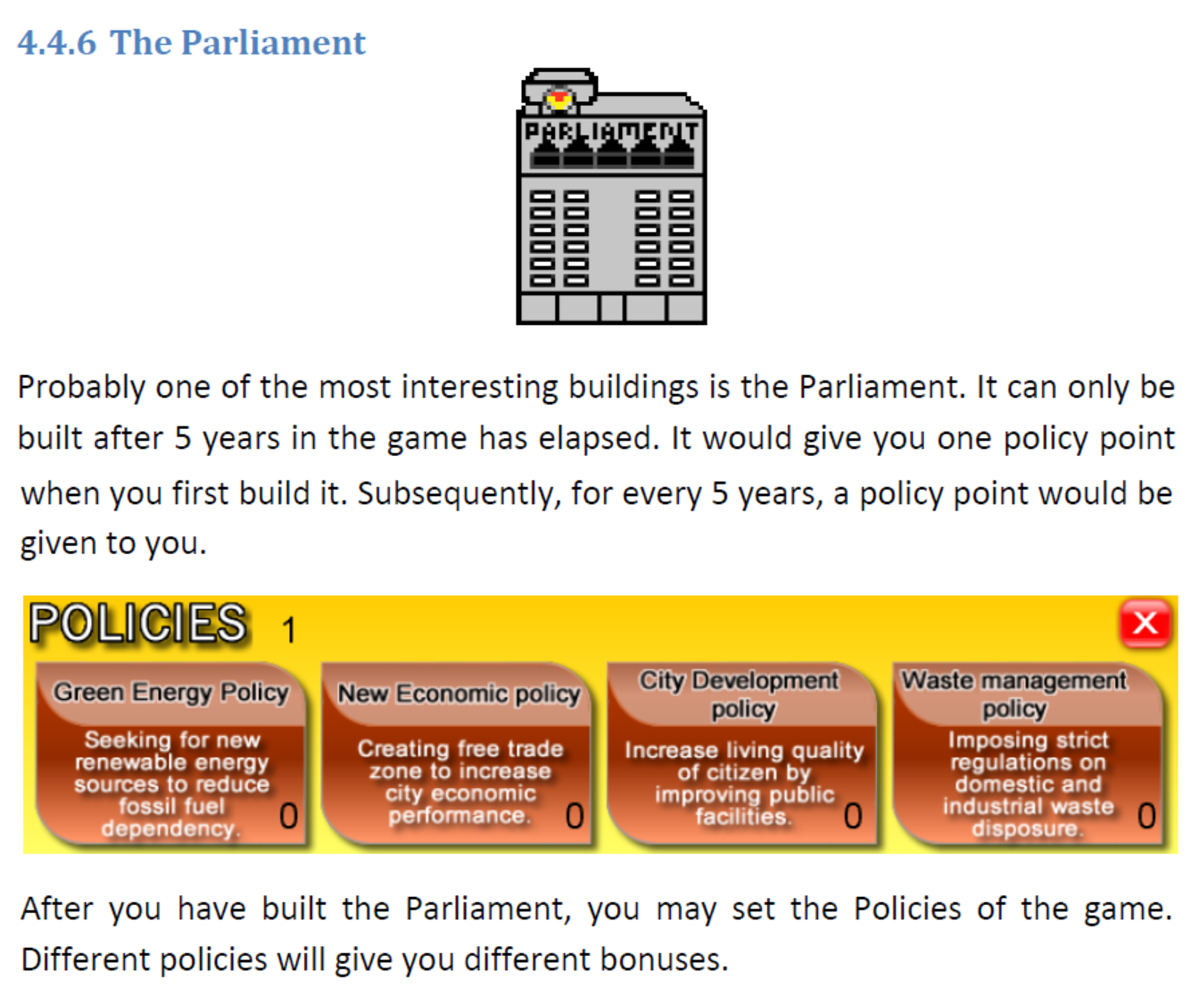 4.4.6 The Parliament
PARLIAMENT
Probably one of the most interesting buildings is the Parliament. It can only be
built after 5 years in the game has elapsed. It would give you one policy point
when you first build it. Subsequently, for every 5 years, a policy point would be
given to you.
POLICIES 1
X
Green Energy Policy
Seeking for new
renewable energy
sources to reduce
fossil fuel
dependency.
0
New Economic policy
Creating free trade
zone to increase
city economic
performance.
0
City Development
policy
Increase living quality
of citizen by
improving public
facilities.
0
Waste management
policy
Imposing strict
regulations on
domestic and
industrial waste
disposure.
0
After you have built the Parliament, you may set the Policies of the game.
Different policies will give you different bonuses.